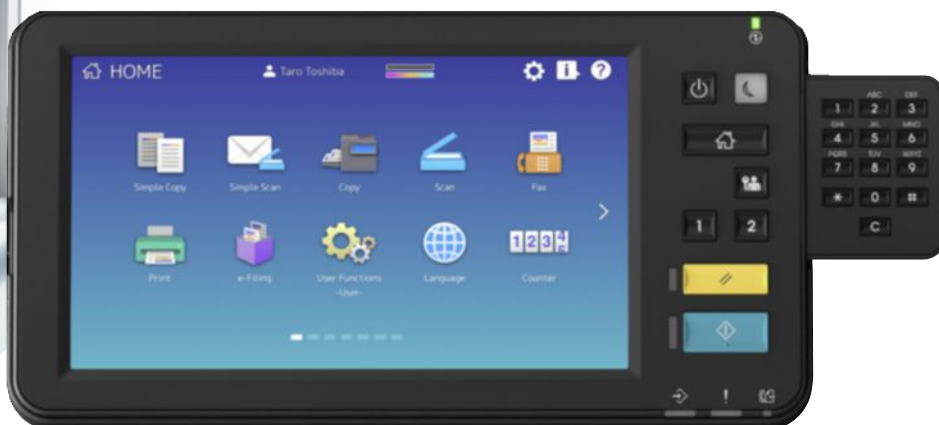 HOME
Taro Toshiba
i
?
Simple Copy
Simple Scan
Copy
Scan
Fax
Print
e-Filing
User Functions
-User-
Language
1234
Counter
1
2
!
ABC
DEF
1
2
3
GHI
JKL
MNO
4
5
6
PQRS
TUV
WXYZ
7
8
9
*
0
#
C